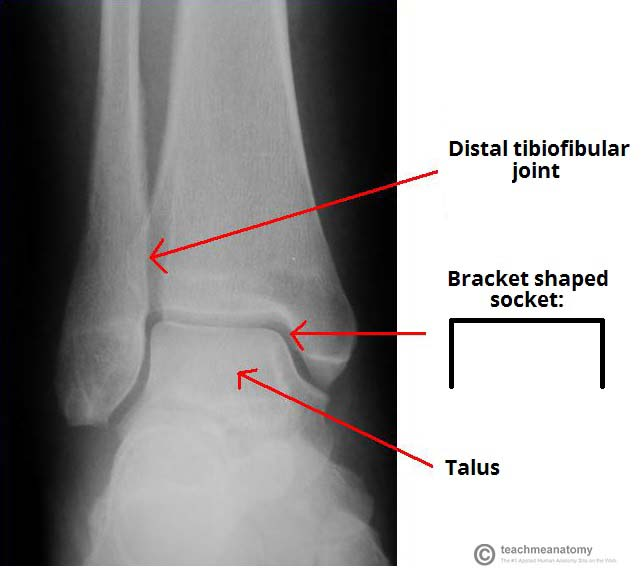 Distal tibiofibular
joint
Bracket shaped
socket:
Talus
© teachmeanatomy
The #1 Applied Human Anatomy Site on the Web.